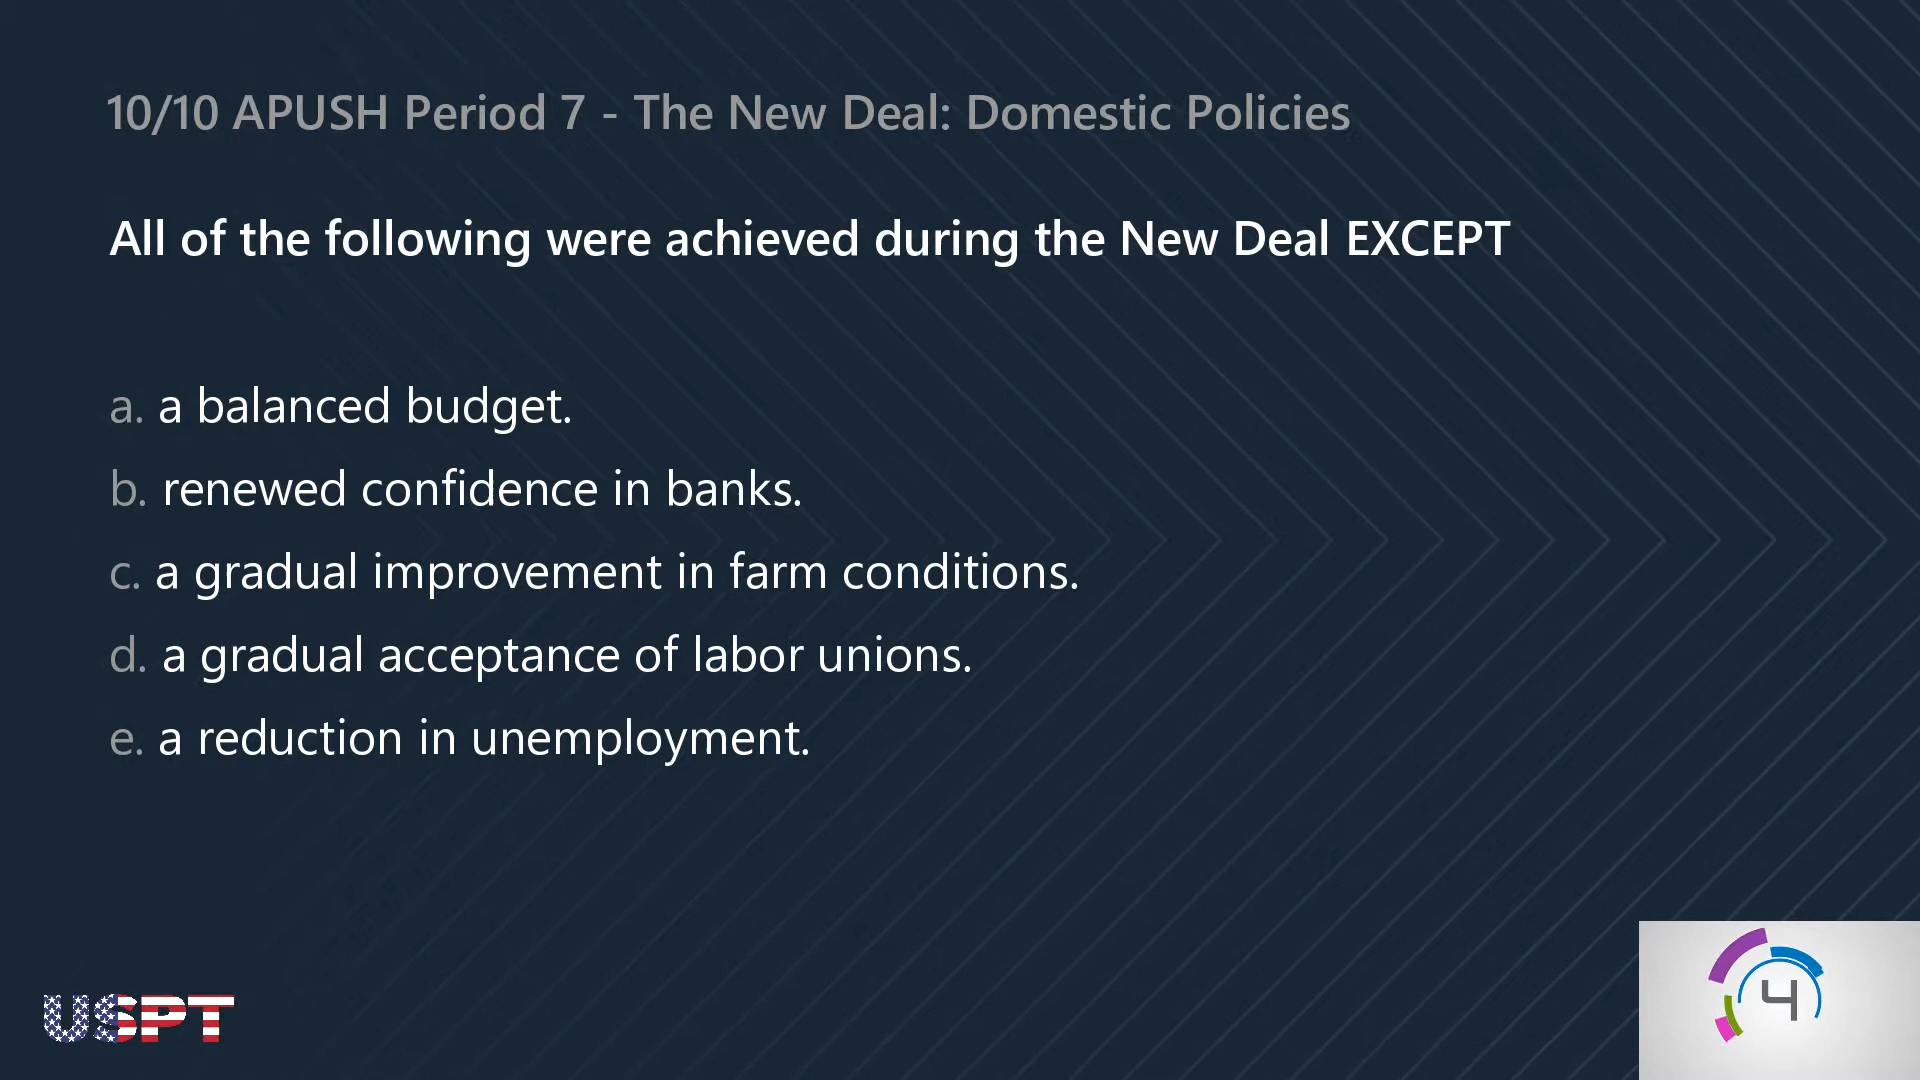 10/10 APUSH Period 7 - The New Deal: Domestic Policies
All of the following were achieved during the New Deal EXCEPT
a. a balanced budget.
b. renewed confidence in banks.
c. a gradual improvement in farm conditions.
d. a gradual acceptance of labor unions.
e. a reduction in unemployment.
USPT
4